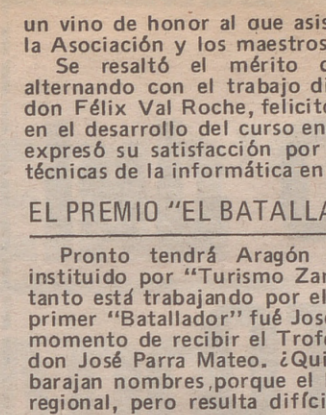 un vino de honor al que asis
la Asociación y los maestros
Se resaltó el mérito
alternando con el trabajo di
don Félix Val Roche, felicit
en el desarrollo del curso en
expresó su satisfacción por
técnicas de la informática en
EL PREMIO "EL BATALLA
Pronto tendrá Aragón
instituido por "Turismo Zar
tanto está trabajando por el
primer "Batallador" fué José
momento de recibir el Trofe
don José Parra Mateo. ¿Qui
barajan nombres, porque el
regional, pero resulta difíci